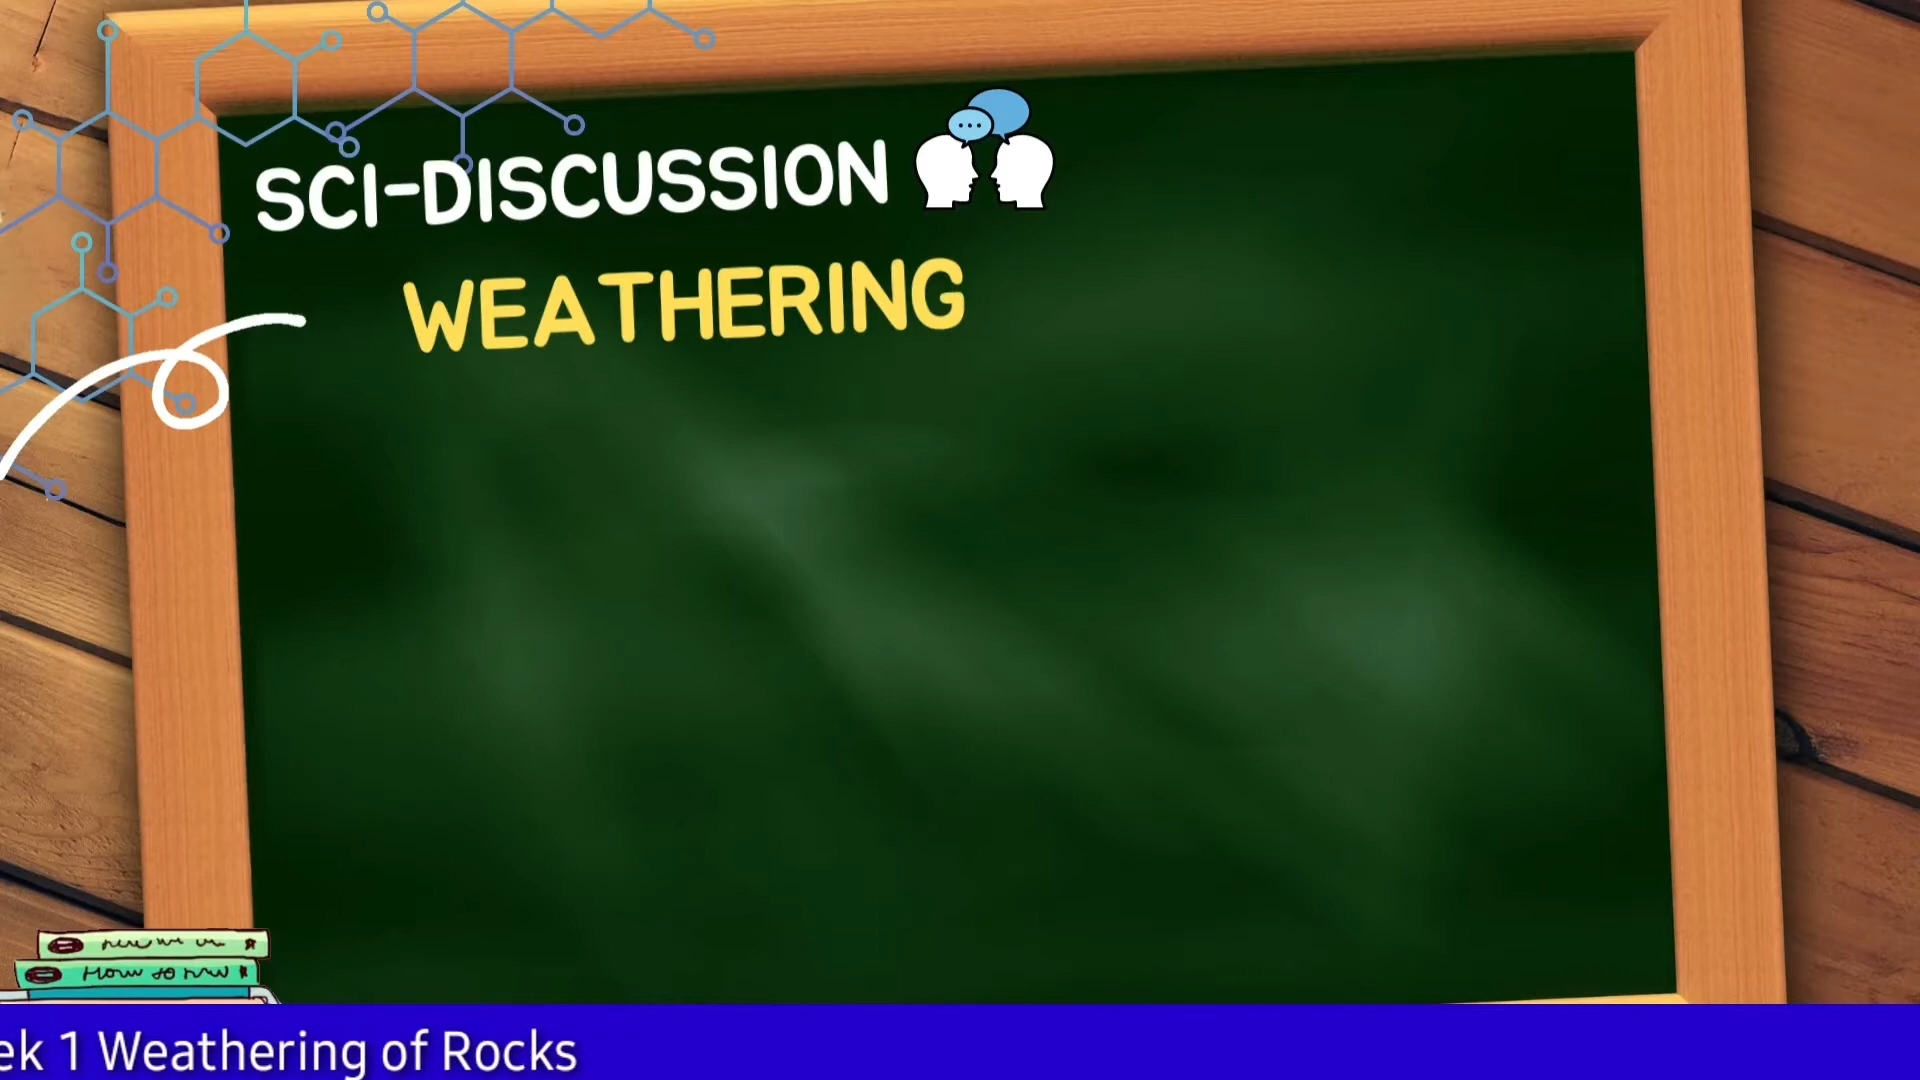 SCI-DISCUSSION
WEATHERING
ek 1 Weathering of Rocks